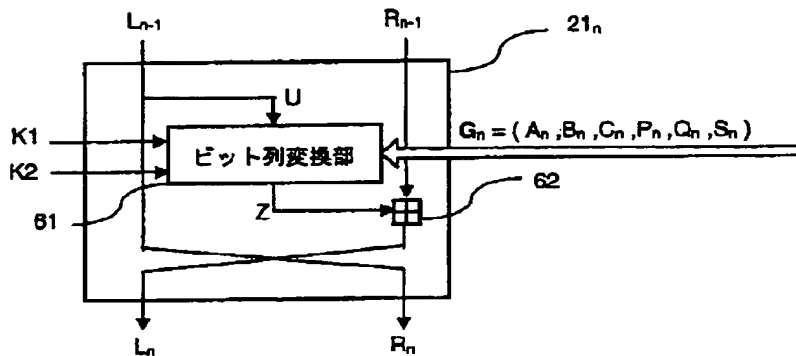 Lₙ₋₁
Rₙ₋₁
21ₙ
U
K1
K2
ビット列変換部
Gₙ = ( Aₙ ,Bₙ ,Cₙ ,Pₙ ,Qₙ ,Sₙ )
61
Z
62
Lₙ
Rₙ